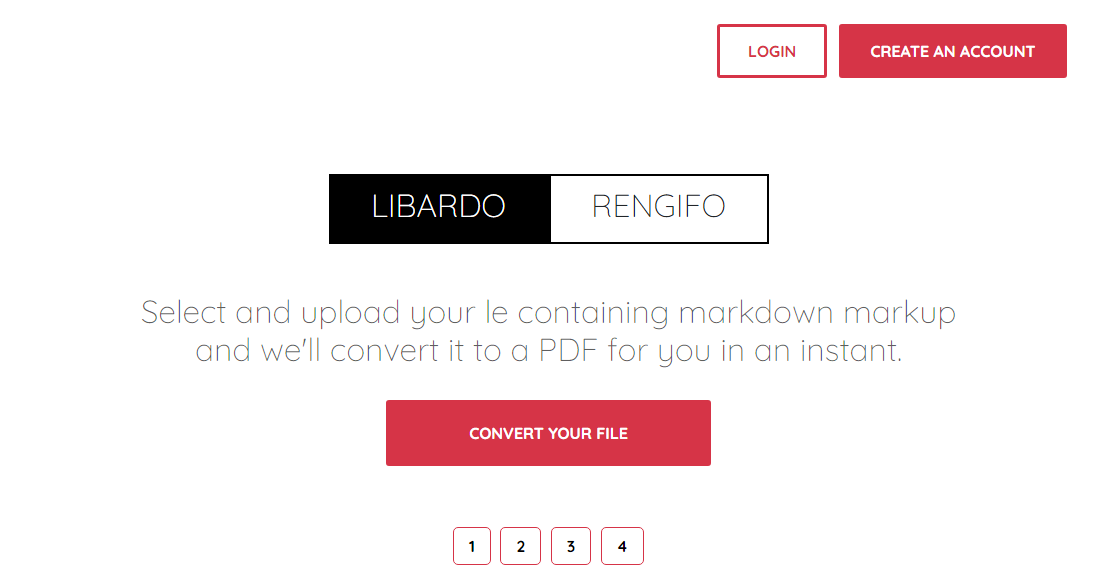 LOGIN CREATE AN ACCOUNT
LIBARDO RENGIFO
Select and upload your le containing markdown markup
and we'll convert it to a PDF for you in an instant.
CONVERT YOUR FILE
1 2 3 4